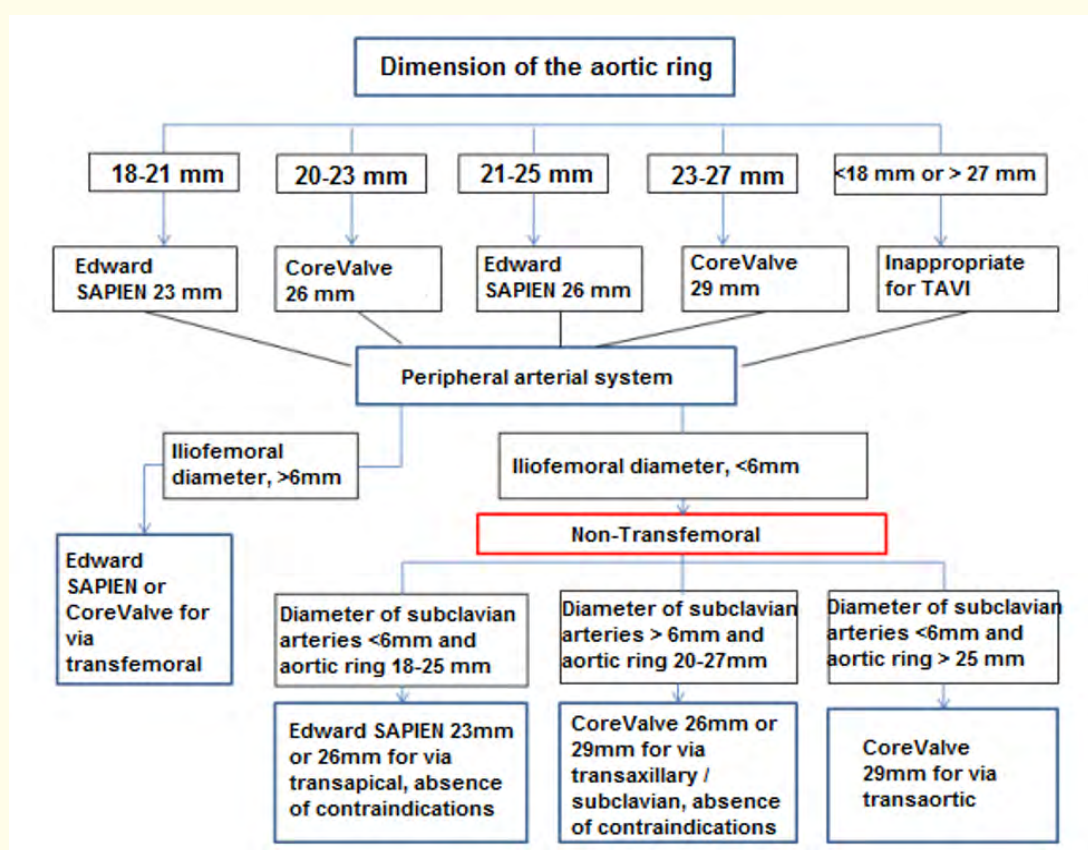 Dimension of the aortic ring
18-21 mm
20-23 mm
21-25 mm
23-27 mm
<18 mm or > 27 mm
Edward
SAPIEN 23 mm
CoreValve
26 mm
Edward
SAPIEN 26 mm
CoreValve
29 mm
Inappropriate
for TAVI
Peripheral arterial system
Iliofemoral
diameter, >6mm
Iliofemoral diameter, <6mm
Non-Transfemoral
Edward
SAPIEN or
CoreValve for
via
transfemoral
Diameter of subclavian
arteries <6mm and
aortic ring 18-25 mm
Diameter of subclavian
arteries > 6mm and
aortic ring 20-27mm
Diameter of subclavian
arteries <6mm and
aortic ring > 25 mm
Edward SAPIEN 23mm
or 26mm for via
transapical, absence
of contraindications
CoreValve 26mm or
29mm for via
transaxillary /
subclavian, absence
of contraindications
CoreValve
29mm for via
transaortic